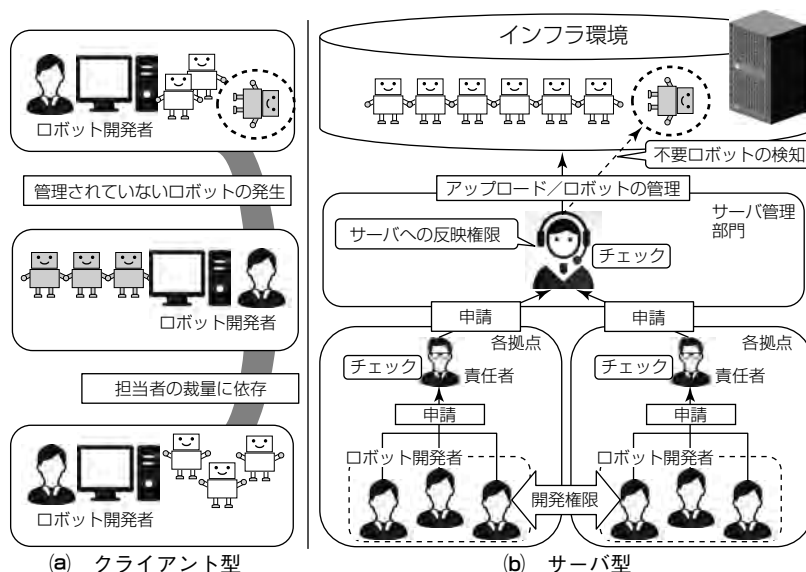 ロボット開発者
管理されていないロボットの発生
ロボット開発者
担当者の裁量に依存
ロボット開発者
(a) クライアント型
インフラ環境
不要ロボットの検知
アップロード／ロボットの管理
サーバ管理
部門
サーバへの反映権限
チェック
申請
申請
各拠点
チェック
責任者
申請
ロボット開発者
各拠点
チェック
責任者
申請
ロボット開発者
開発権限
(b) サーバ型